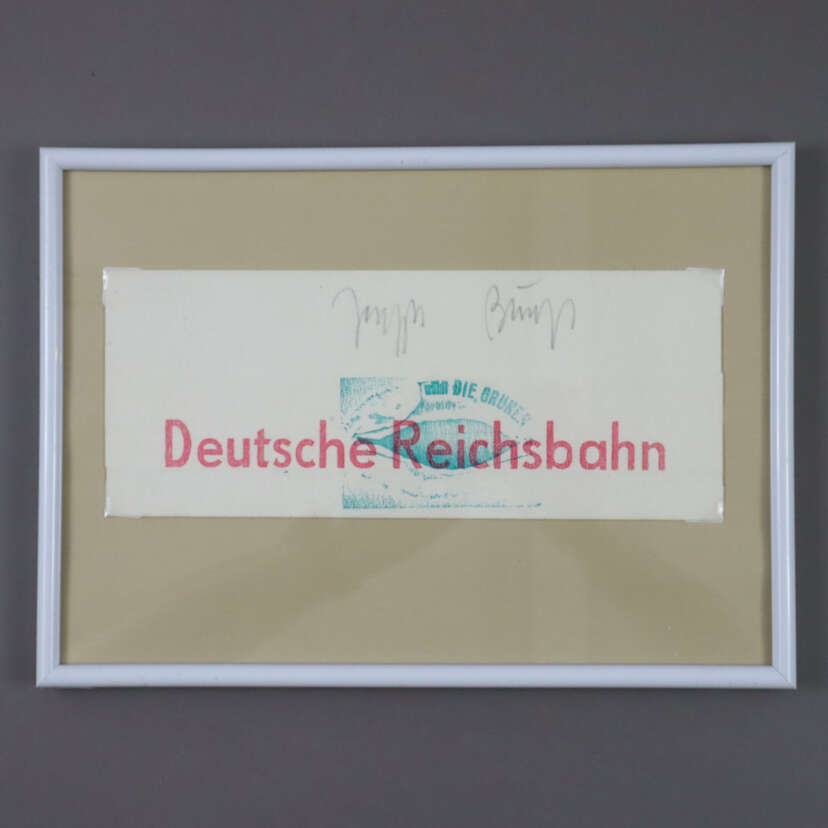 Joseph Beuys
DIE GRÜNEN
Deutsche Reichsbahn